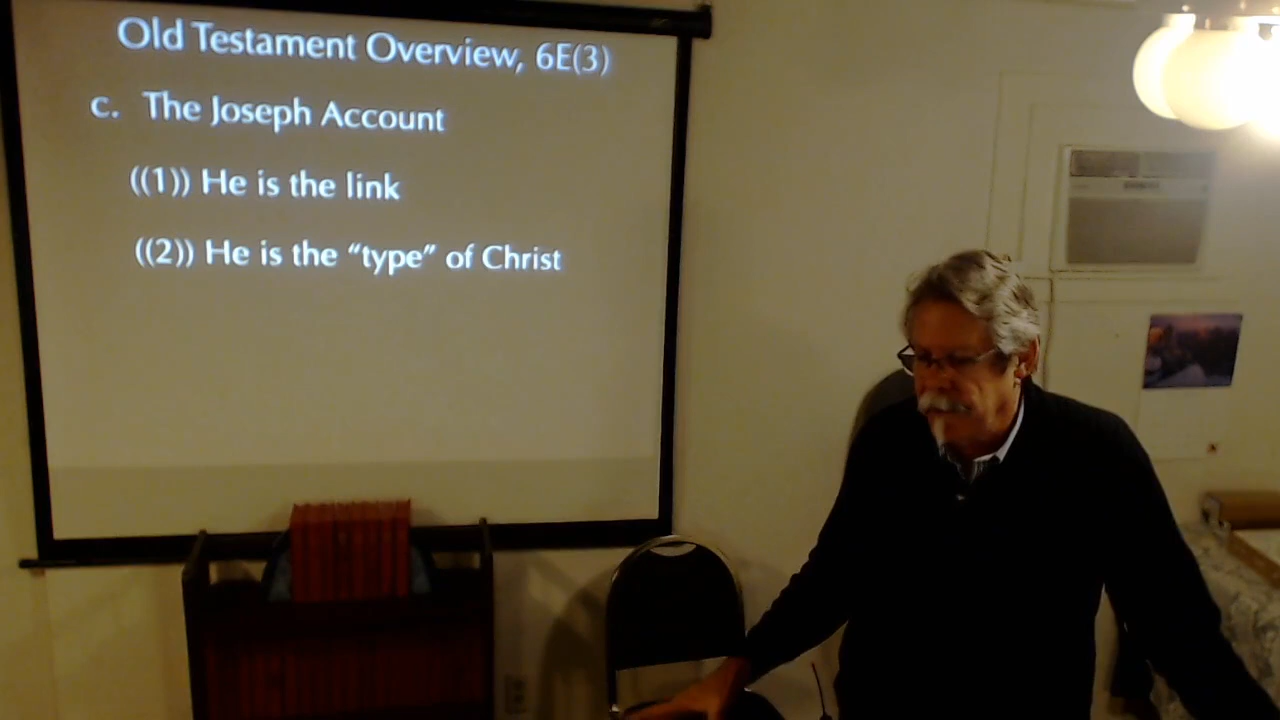 Old Testament Overview, 6E(3)
c. The Joseph Account
((1)) He is the link
((2)) He is the “type” of Christ